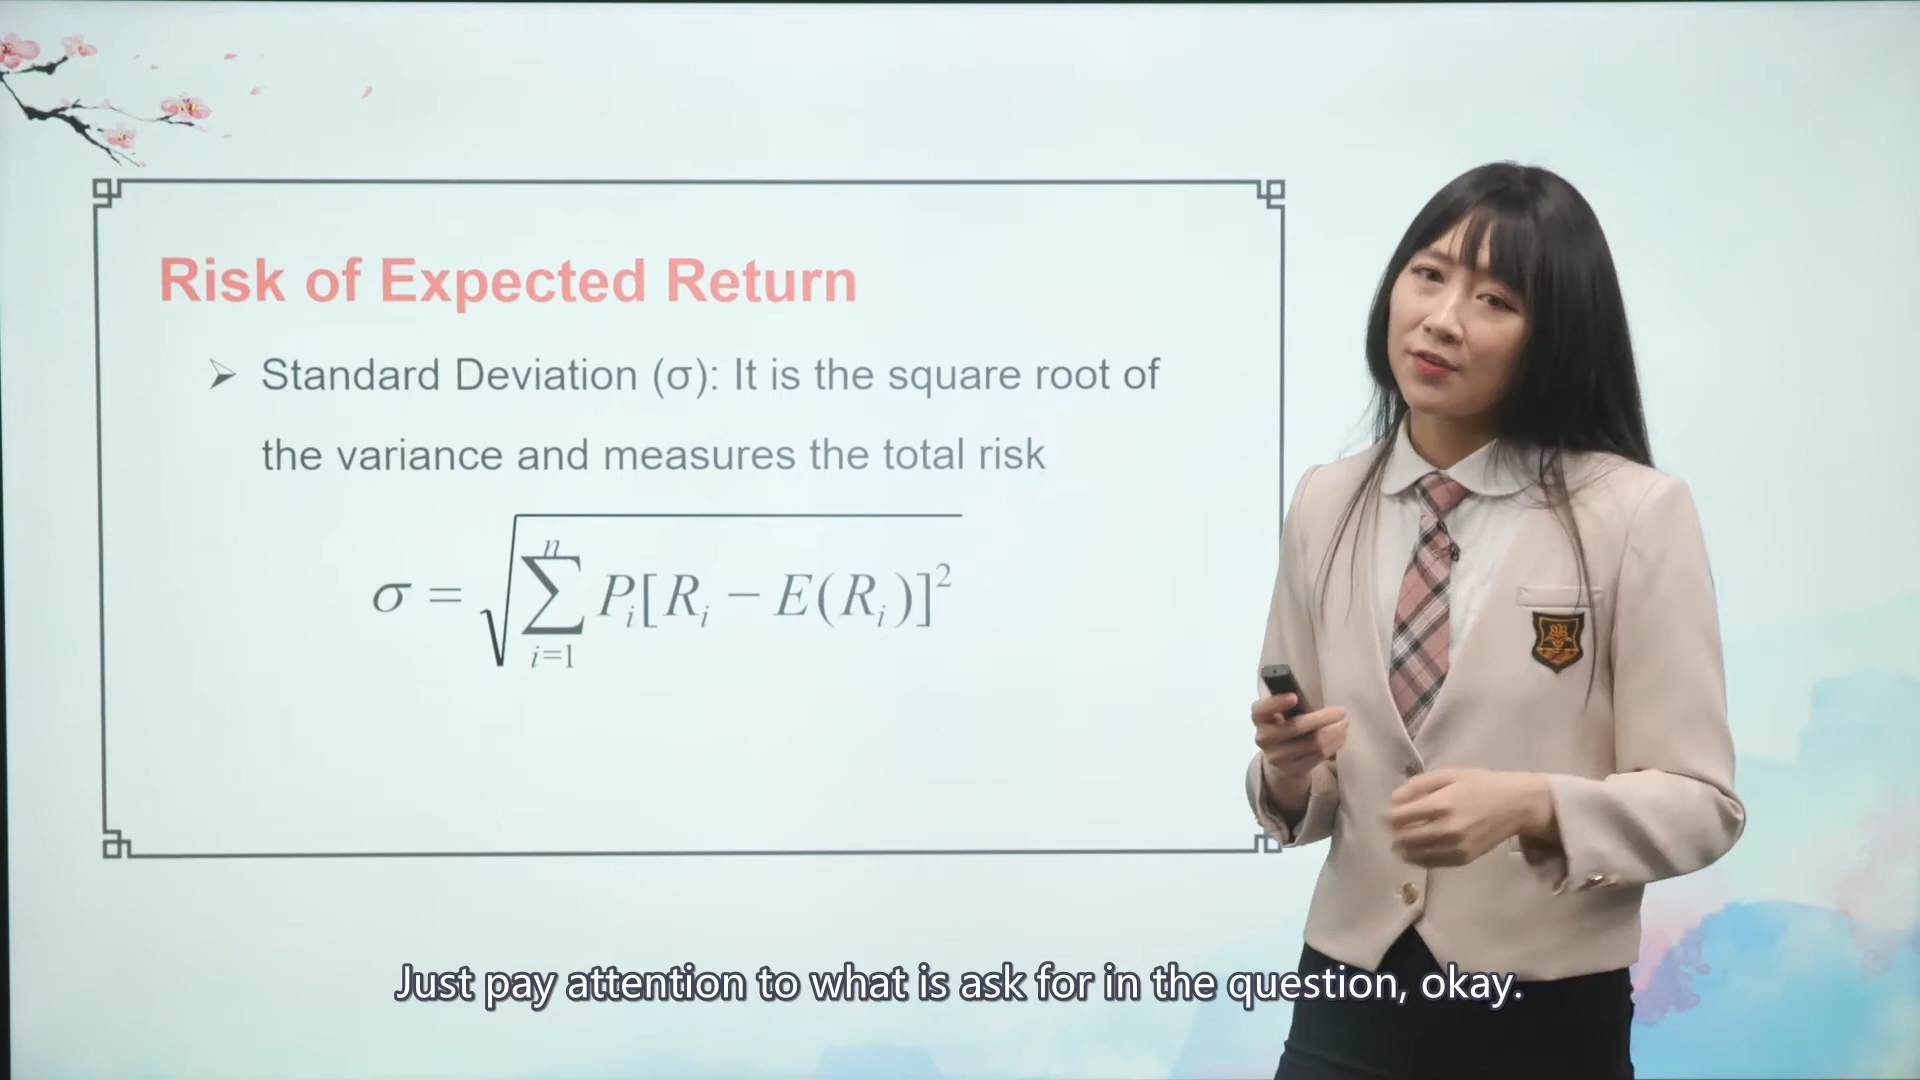 Risk of Expected Return
➢ Standard Deviation (σ): It is the square root of
the variance and measures the total risk
σ = √(∑_{i=1}^{n} P_i[R_i − E(R_i)]²)
Just pay attention to what is ask for in the question, okay.